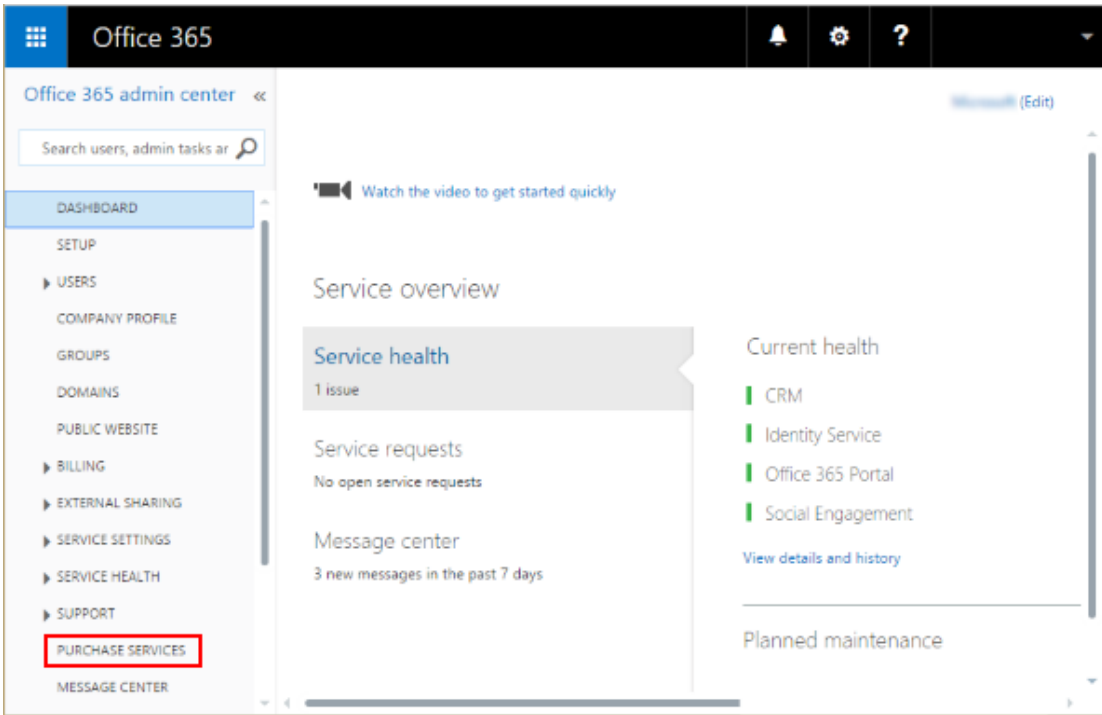 Office 365
?
Office 365 admin center «
(Edit)
Search users, admin tasks ar
Watch the video to get started quickly
DASHBOARD
SETUP
USERS
COMPANY PROFILE
GROUPS
DOMAINS
PUBLIC WEBSITE
BILLING
EXTERNAL SHARING
SERVICE SETTINGS
SERVICE HEALTH
SUPPORT
PURCHASE SERVICES
MESSAGE CENTER
Service overview
Service health
1 issue
Service requests
No open service requests
Message center
3 new messages in the past 7 days
Current health
CRM
Identity Service
Office 365 Portal
Social Engagement
View details and history
Planned maintenance